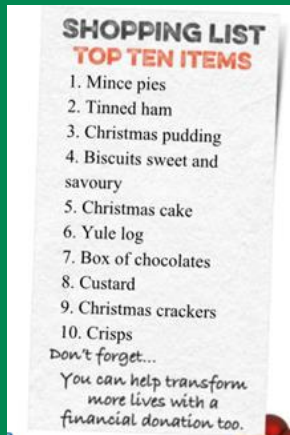 SHOPPING LIST
TOP TEN ITEMS
1. Mince pies
2. Tinned ham
3. Christmas pudding
4. Biscuits sweet and
savoury
5. Christmas cake
6. Yule log
7. Box of chocolates
8. Custard
9. Christmas crackers
10. Crisps
Don't forget...
You can help transform
more lives with a
financial donation too.